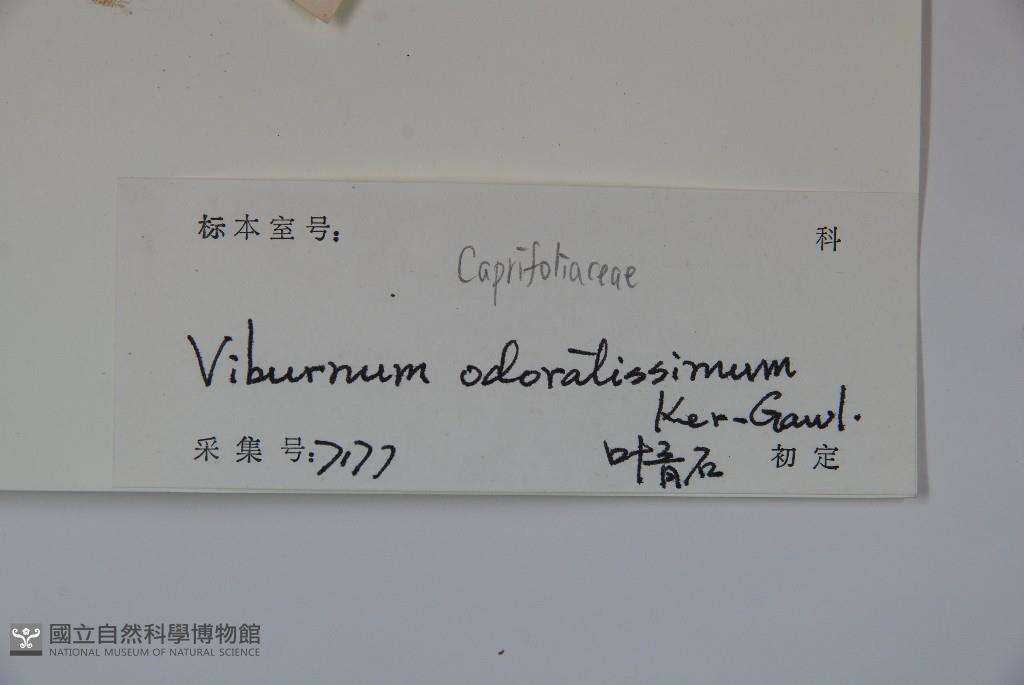 标本室号: 科
Caprifoliaceae
Viburnum odoratissimum
Ker-Gawl.
采集号: 7177 叶青石 初定
國立自然科學博物館
NATIONAL MUSEUM OF NATURAL SCIENCE